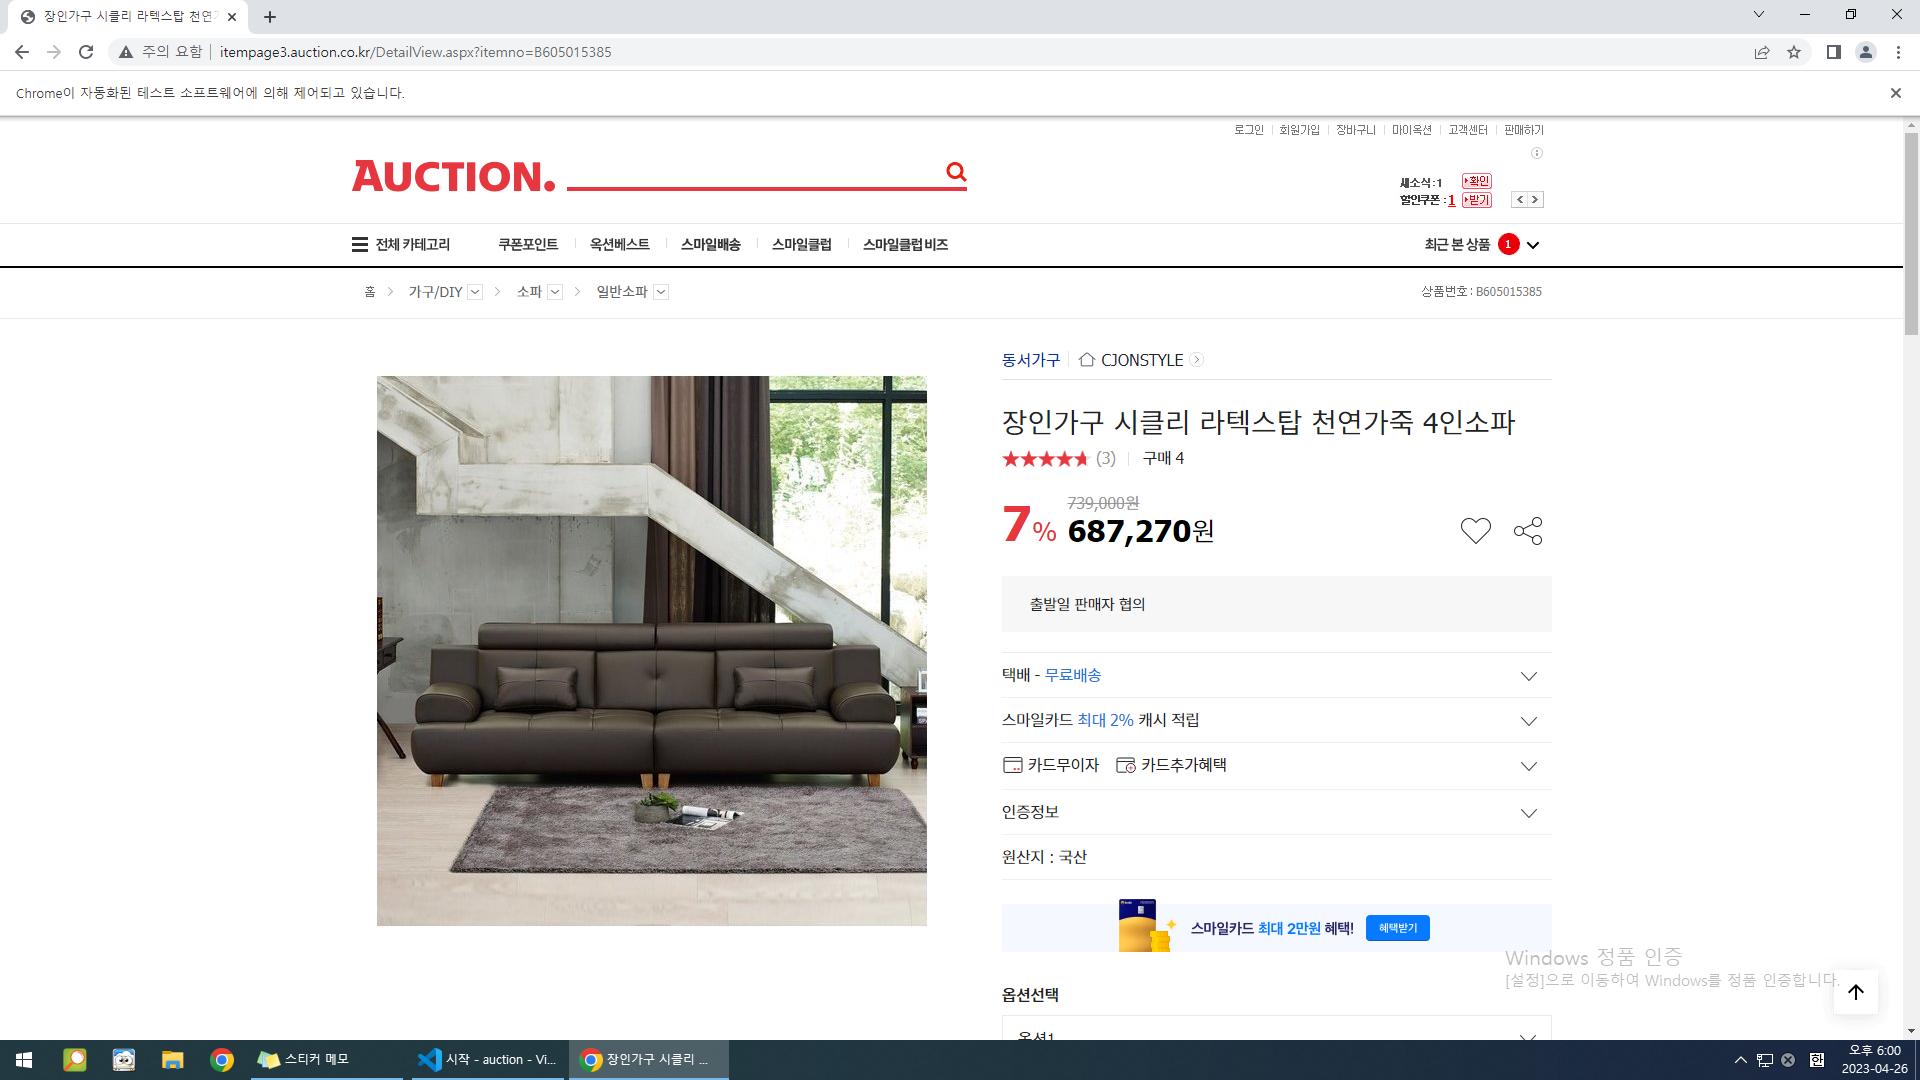 장인가구 시클리 라텍스탑 천연가
주의 요함
itempage3.auction.co.kr/DetailView.aspx?itemno=B605015385
Chrome이 자동화된 테스트 소프트웨어에 의해 제어되고 있습니다.
로그인 회원가입 장바구니 마이옥션 고객센터 판매하기
AUCTION.
새소식 : 1 확인
할인쿠폰 : 1 받기
전체 카테고리 쿠폰포인트 옥션베스트 스마일배송 스마일클럽 스마일클럽 비즈 최근 본 상품 1
홈 > 가구/DIY > 소파 > 일반소파 상품번호 : B605015385
동서가구 CJONSTYLE
장인가구 시클리 라텍스탑 천연가죽 4인소파
(3) 구매 4
739,000원
7% 687,270원
출발일 판매자 협의
택배 - 무료배송
스마일카드 최대 2% 캐시 적립
카드무이자 카드추가혜택
인증정보
원산지 : 국산
스마일카드 최대 2만원 혜택! 혜택받기
Windows 정품 인증
[설정]으로 이동하여 Windows를 정품 인증합니다.
옵션선택
옵션1
스티커 메모
시작 - auction - Vi...
장인가구 시클리 ...
한
오후 6:00
2023-04-26